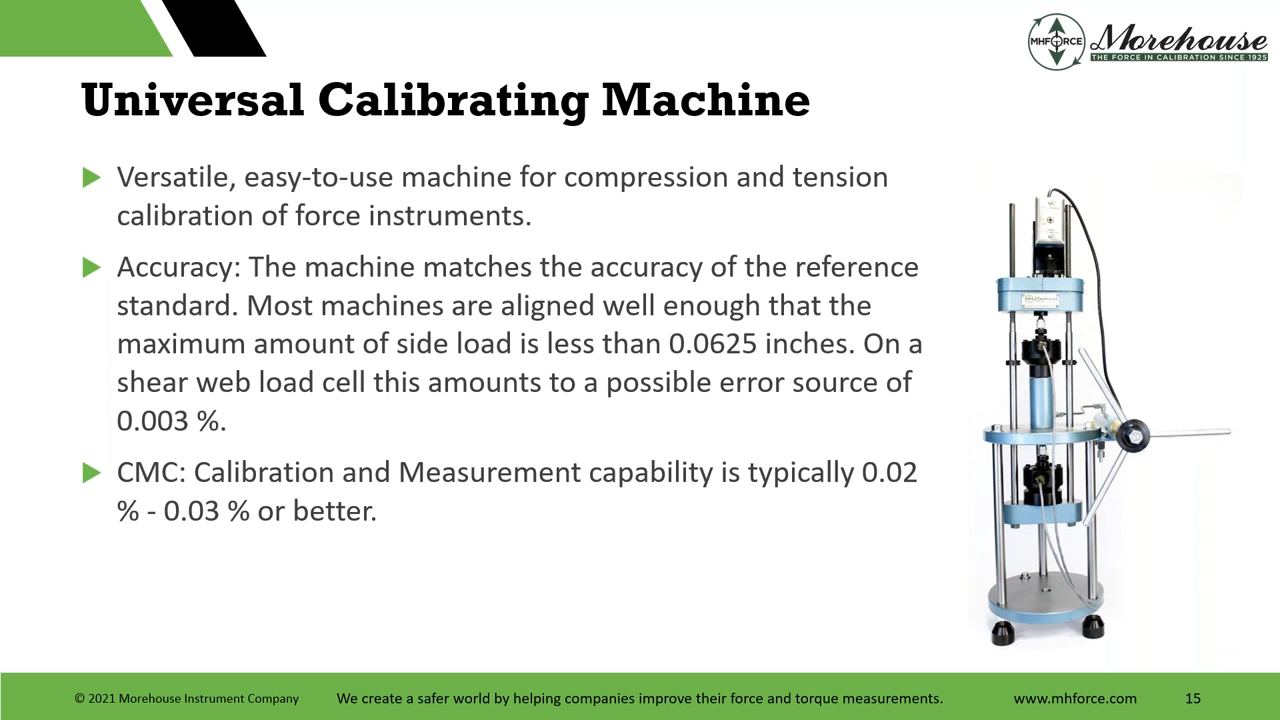 MHFORCE
Morehouse
THE FORCE IN CALIBRATION SINCE 1925
Universal Calibrating Machine
Versatile, easy-to-use machine for compression and tension
calibration of force instruments.
Accuracy: The machine matches the accuracy of the reference
standard. Most machines are aligned well enough that the
maximum amount of side load is less than 0.0625 inches. On a
shear web load cell this amounts to a possible error source of
0.003 %.
CMC: Calibration and Measurement capability is typically 0.02
% - 0.03 % or better.
© 2021 Morehouse Instrument Company
We create a safer world by helping companies improve their force and torque measurements.
www.mhforce.com
15